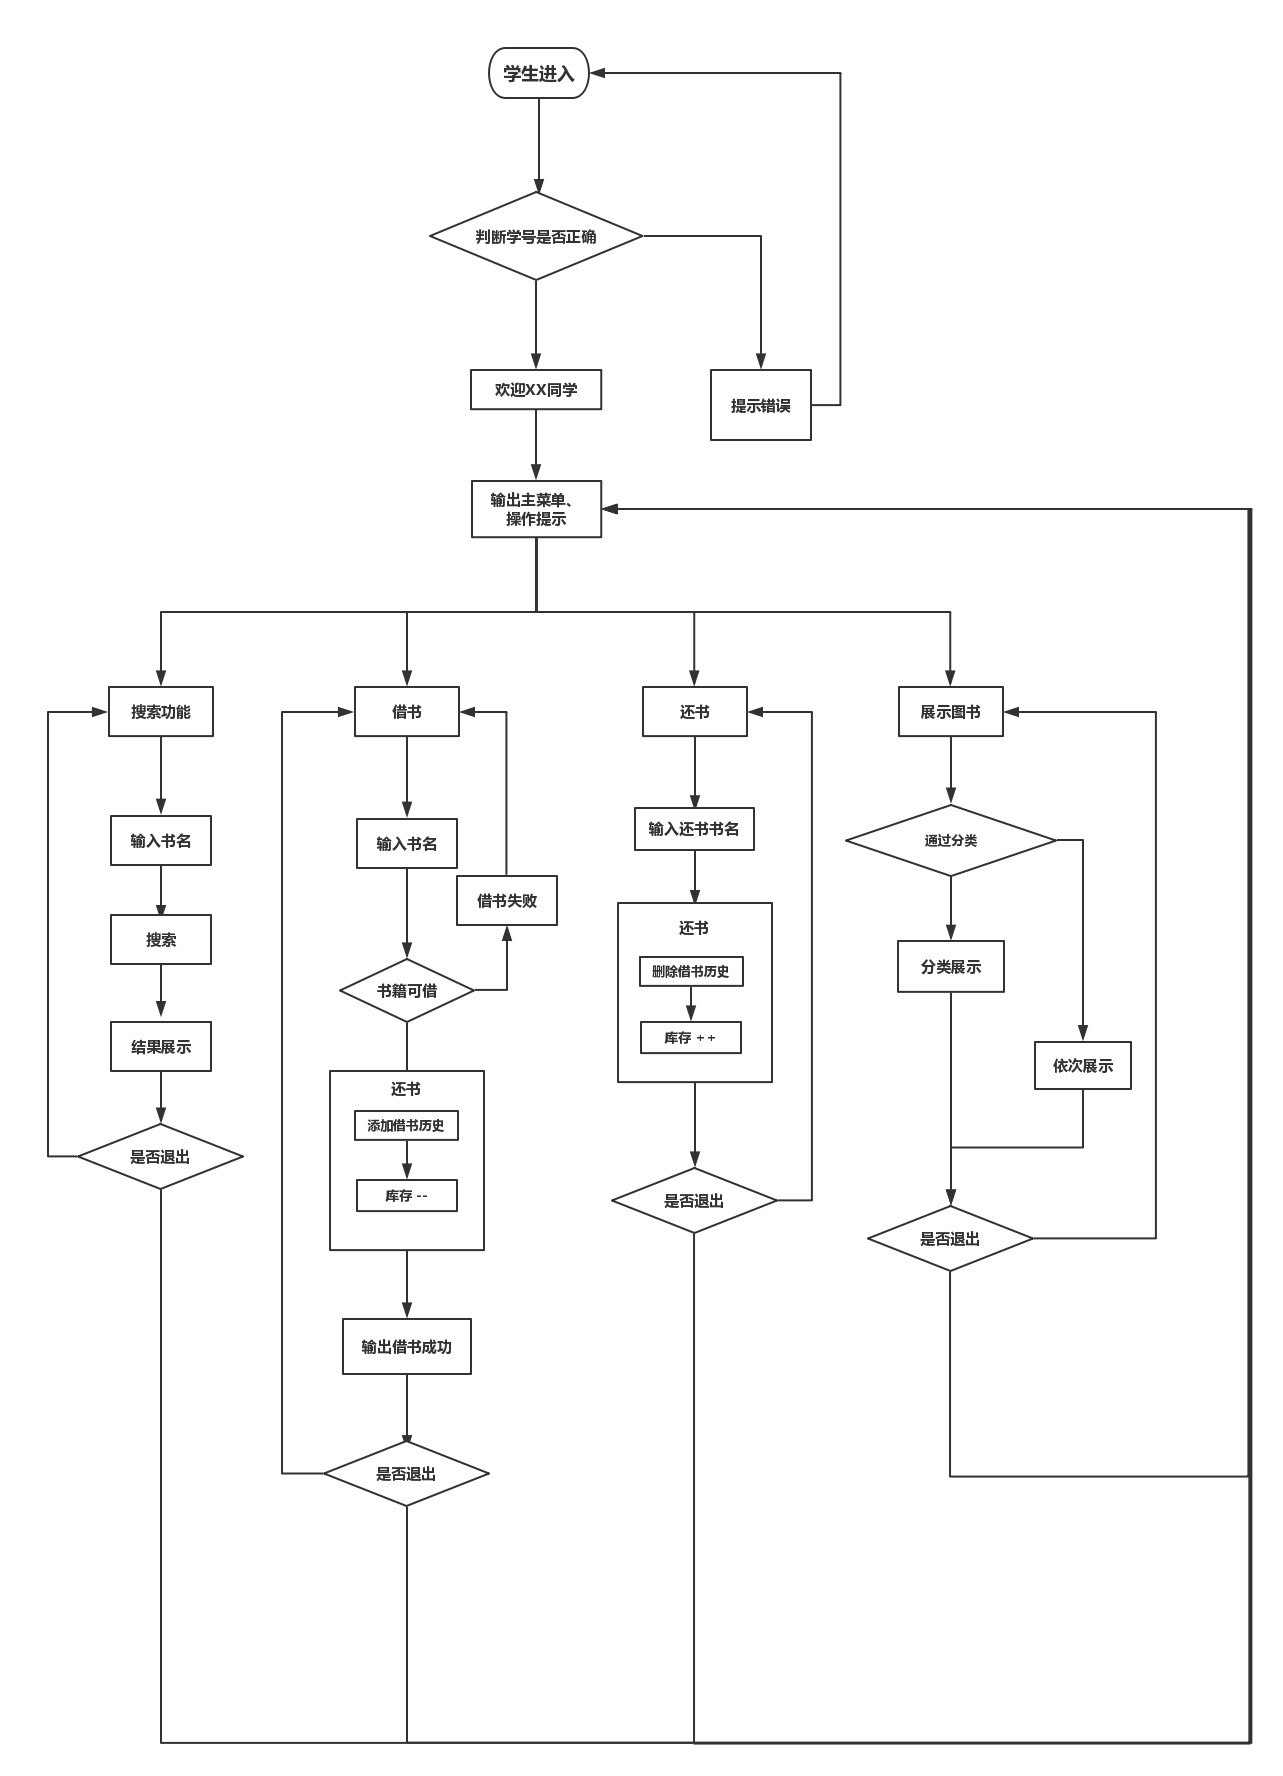 学生进入
判断学号是否正确
欢迎XX同学
提示错误
输出主菜单、
操作提示
搜索功能
借书
还书
展示图书
输入书名
输入书名
输入还书书名
通过分类
借书失败
搜索
还书
分类展示
删除借书历史
书籍可借
库存 + +
结果展示
依次展示
还书
添加借书历史
是否退出
库存 --
是否退出
是否退出
输出借书成功
是否退出